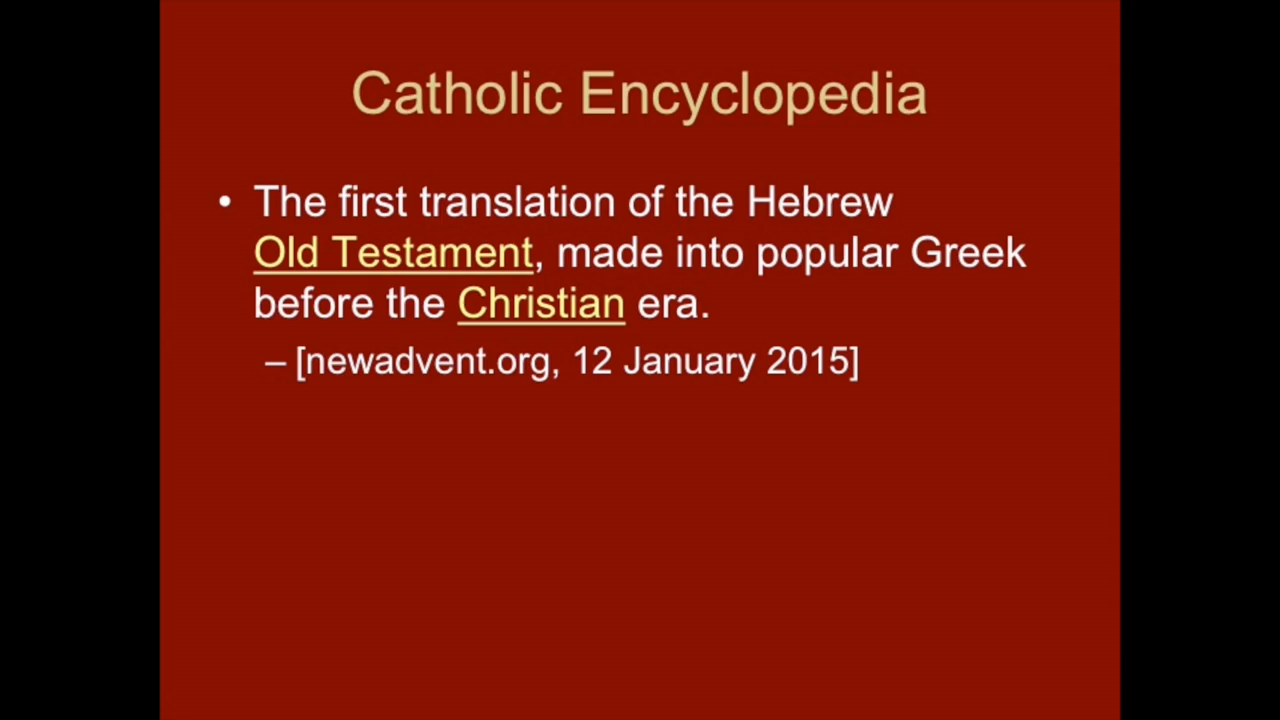 Catholic Encyclopedia
• The first translation of the Hebrew
Old Testament, made into popular Greek
before the Christian era.
– [newadvent.org, 12 January 2015]